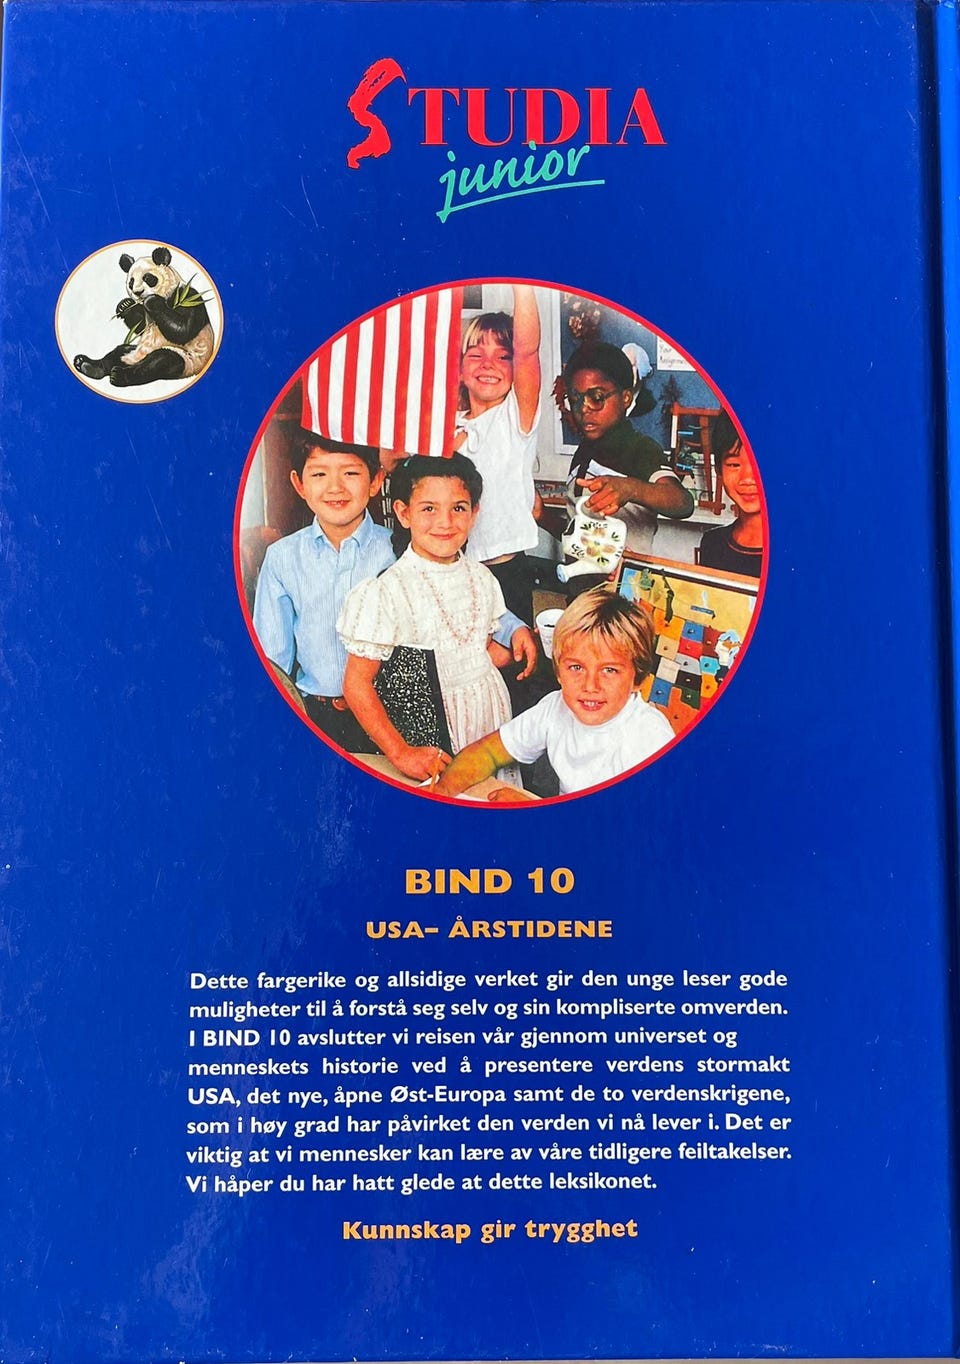 STUDIA
junior
Your
BIND 10
USA– ÅRSTIDENE
Dette fargerike og allsidige verket gir den unge leser gode
muligheter til å forstå seg selv og sin kompliserte omverden.
I BIND 10 avslutter vi reisen vår gjennom universet og
menneskets historie ved å presentere verdens stormakt
USA, det nye, åpne Øst-Europa samt de to verdenskrigene,
som i høy grad har påvirket den verden vi nå lever i. Det er
viktig at vi mennesker kan lære av våre tidligere feiltakelser.
Vi håper du har hatt glede at dette leksikonet.
Kunnskap gir trygghet